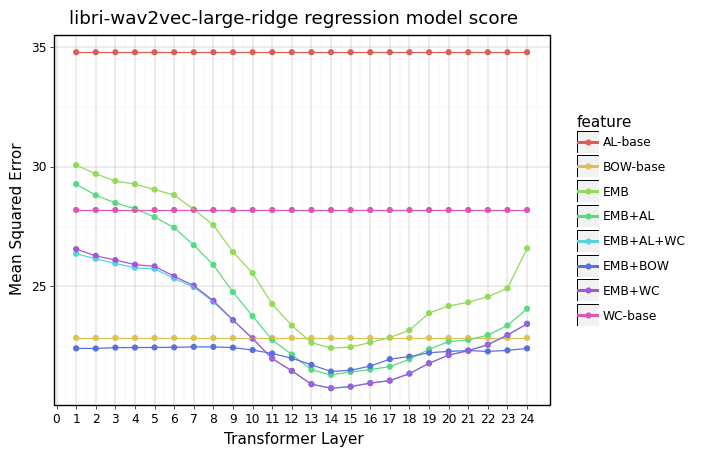 libri-wav2vec-large-ridge regression model score
Mean Squared Error
35
30
25
0 1 2 3 4 5 6 7 8 9 10 11 12 13 14 15 16 17 18 19 20 21 22 23 24
Transformer Layer
feature
AL-base
BOW-base
EMB
EMB+AL
EMB+AL+WC
EMB+BOW
EMB+WC
WC-base